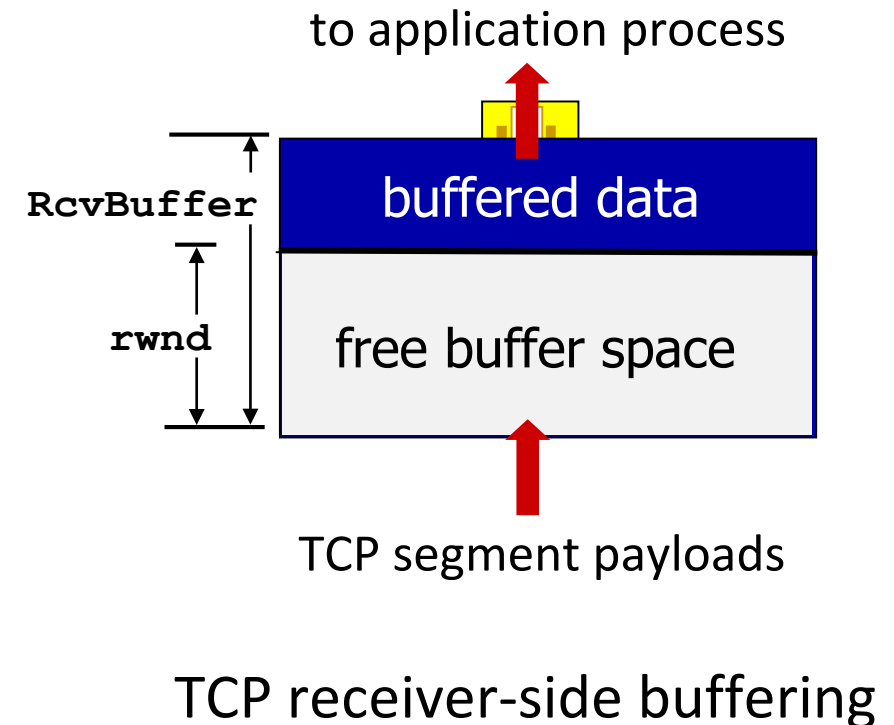 to application process
RcvBuffer
buffered data
rwnd
free buffer space
TCP segment payloads
TCP receiver-side buffering